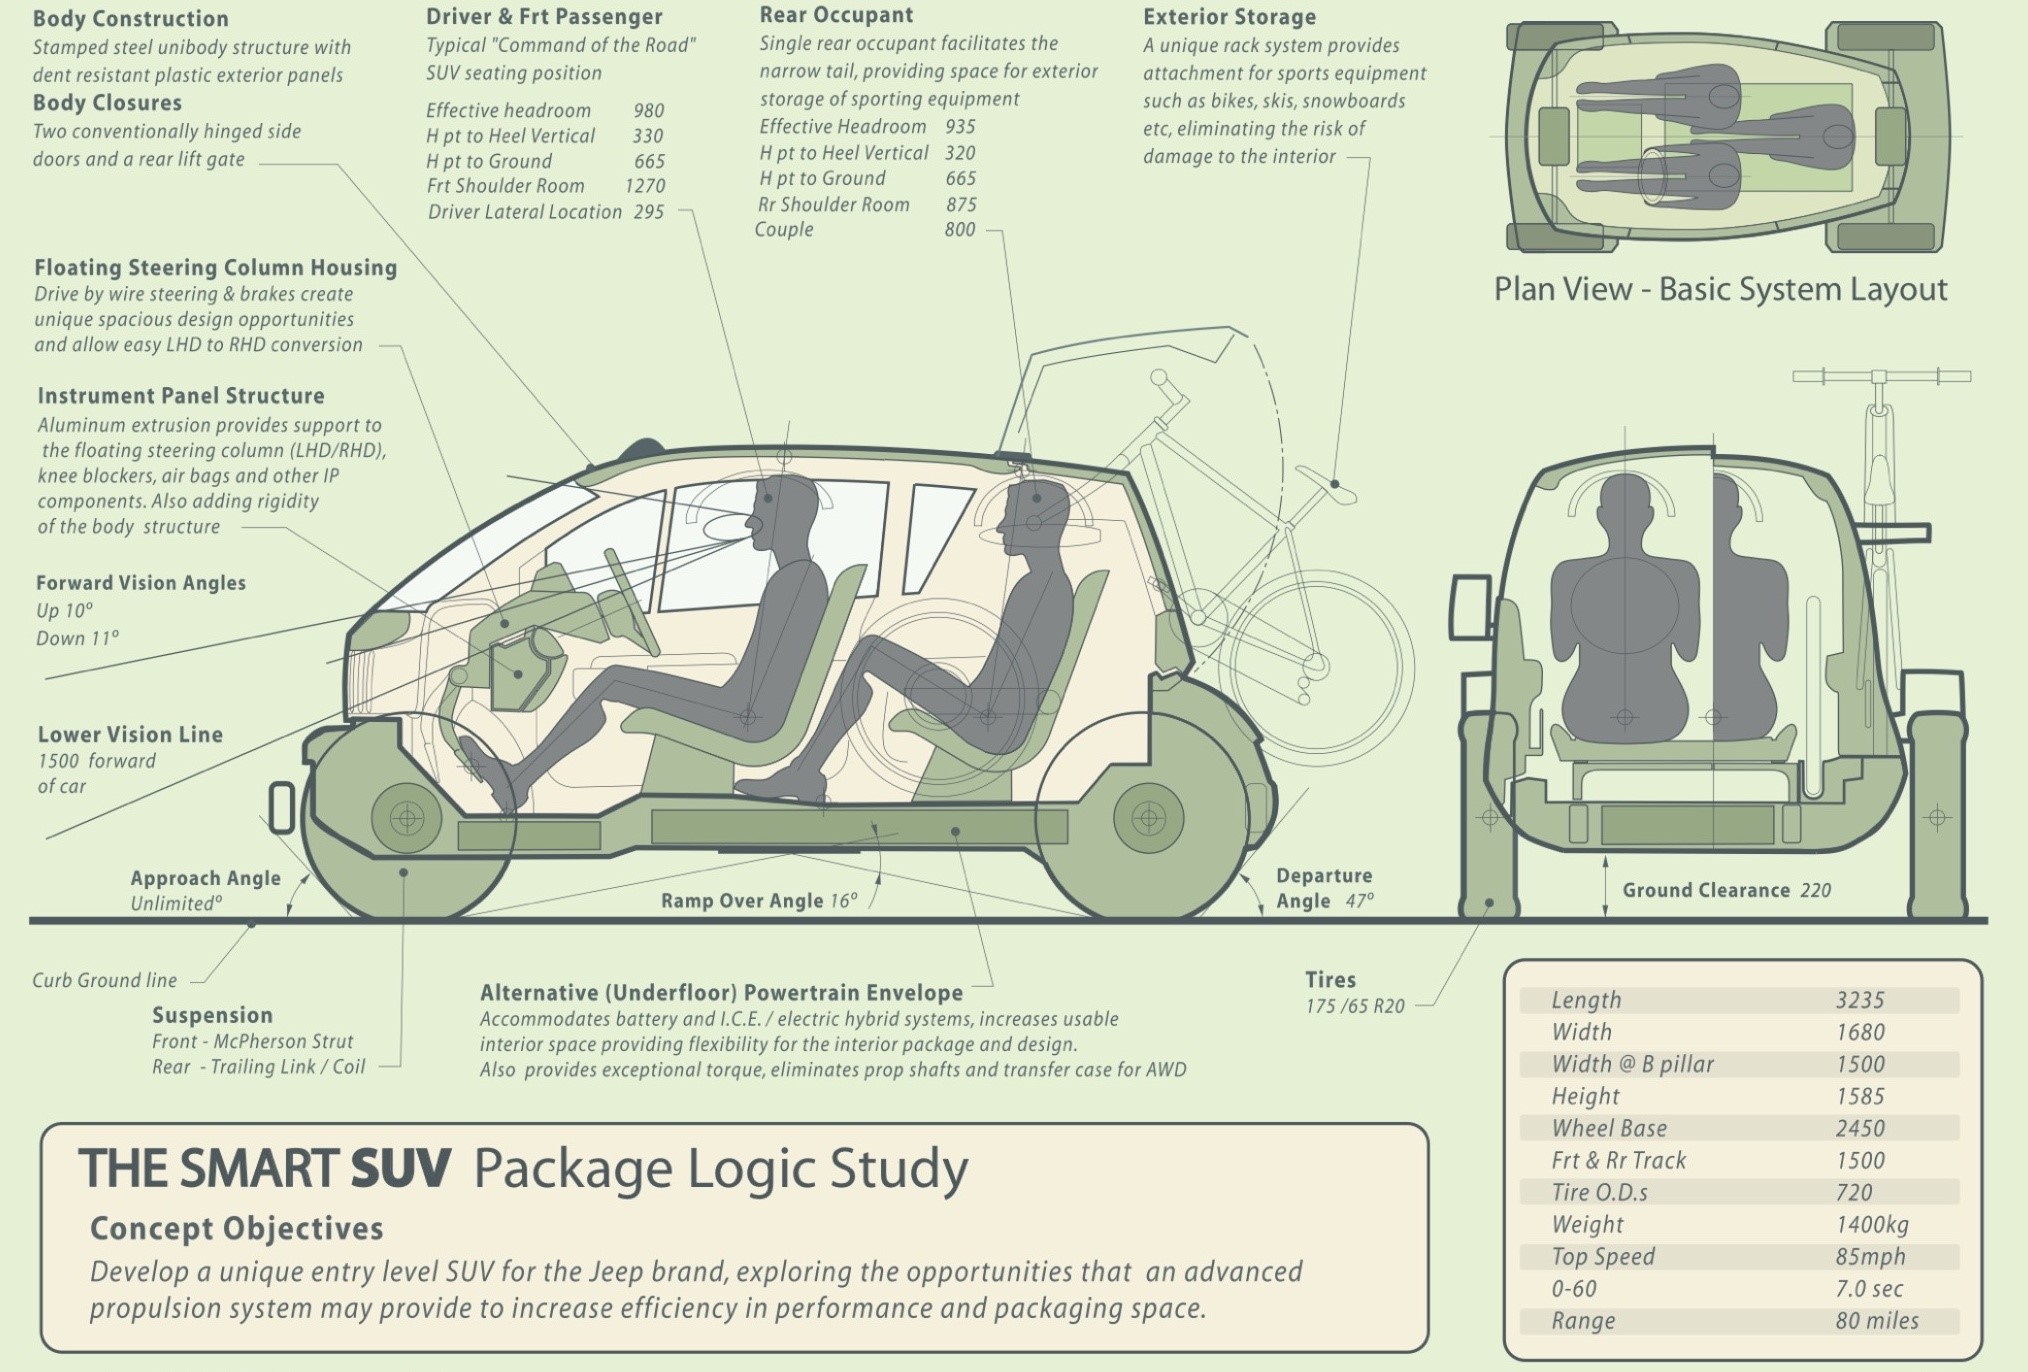 Body Construction
Stamped steel unibody structure with
dent resistant plastic exterior panels
Body Closures
Two conventionally hinged side
doors and a rear lift gate
Driver & Frt Passenger
Typical "Command of the Road"
SUV seating position
Effective headroom 980
H pt to Heel Vertical 330
H pt to Ground 665
Frt Shoulder Room 1270
Driver Lateral Location 295
Rear Occupant
Single rear occupant facilitates the
narrow tail, providing space for exterior
storage of sporting equipment
Effective Headroom 935
H pt to Heel Vertical 320
H pt to Ground 665
Rr Shoulder Room 875
Couple 800
Exterior Storage
A unique rack system provides
attachment for sports equipment
such as bikes, skis, snowboards
etc, eliminating the risk of
damage to the interior
Plan View - Basic System Layout
Floating Steering Column Housing
Drive by wire steering & brakes create
unique spacious design opportunities
and allow easy LHD to RHD conversion
Instrument Panel Structure
Aluminum extrusion provides support to
the floating steering column (LHD/RHD),
knee blockers, air bags and other IP
components. Also adding rigidity
of the body structure
Forward Vision Angles
Up 10º
Down 11º
Lower Vision Line
1500 forward
of car
Approach Angle
Unlimitedº
Ramp Over Angle 16º
Departure
Angle 47º
Ground Clearance 220
Curb Ground line
Suspension
Front - McPherson Strut
Rear - Trailing Link / Coil
Alternative (Underfloor) Powertrain Envelope
Accommodates battery and I.C.E. / electric hybrid systems, increases usable
interior space providing flexibility for the interior package and design.
Also provides exceptional torque, eliminates prop shafts and transfer case for AWD
Tires
175 /65 R20
Length 3235
Width 1680
Width @ B pillar 1500
Height 1585
Wheel Base 2450
Frt & Rr Track 1500
Tire O.D.s 720
Weight 1400kg
Top Speed 85mph
0-60 7.0 sec
Range 80 miles
THE SMART SUV Package Logic Study
Concept Objectives
Develop a unique entry level SUV for the Jeep brand, exploring the opportunities that an advanced
propulsion system may provide to increase efficiency in performance and packaging space.